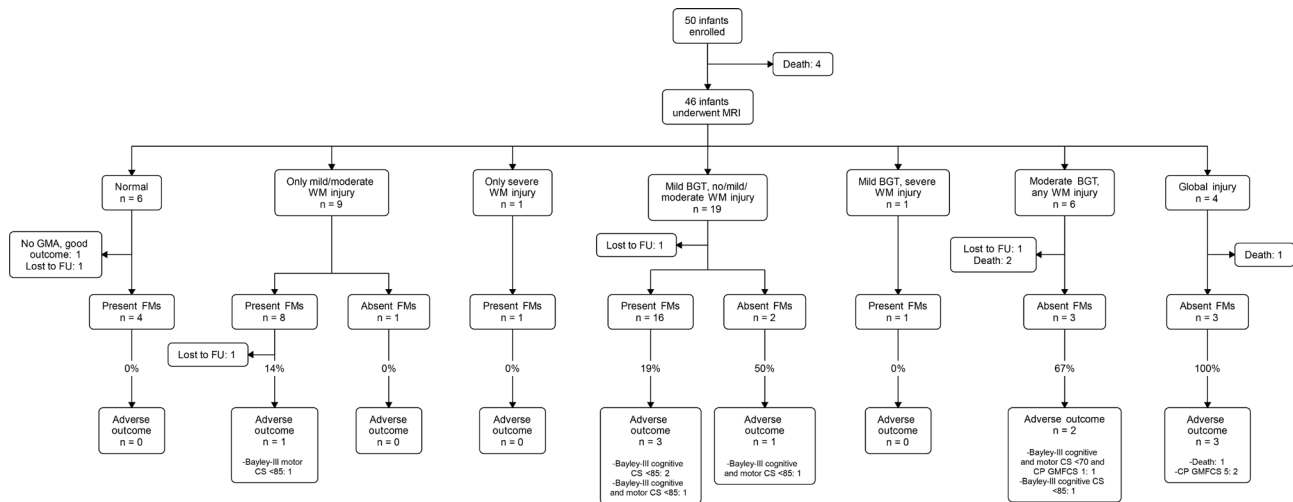 50 infants
enrolled
Death: 4
46 infants
underwent MRI
Normal
n = 6
Only mild/moderate
WM injury
n = 9
Only severe
WM injury
n = 1
Mild BGT, no/mild/
moderate WM injury
n = 19
Mild BGT, severe
WM injury
n = 1
Moderate BGT,
any WM injury
n = 6
Global injury
n = 4
No GMA, good
outcome: 1
Lost to FU: 1
Lost to FU: 1
Lost to FU: 1
Death: 2
Death: 1
Present FMs
n = 4
Present FMs
n = 8
Absent FMs
n = 1
Present FMs
n = 1
Present FMs
n = 16
Absent FMs
n = 2
Present FMs
n = 1
Absent FMs
n = 3
Absent FMs
n = 3
Lost to FU: 1
0%
14%
0%
0%
19%
50%
0%
67%
100%
Adverse
outcome
n = 0
Adverse
outcome
n = 1
-Bayley-III motor
CS <85: 1
Adverse
outcome
n = 0
Adverse
outcome
n = 0
Adverse
outcome
n = 3
-Bayley-III cognitive
CS <85: 2
-Bayley-III cognitive
and motor CS <85: 1
Adverse
outcome
n = 1
-Bayley-III cognitive
and motor CS <85: 1
Adverse
outcome
n = 0
Adverse outcome
n = 2
-Bayley-III cognitive
and motor CS <70 and
CP GMFCS 1: 1
-Bayley-III cognitive CS
<85: 1
Adverse
outcome
n = 3
-Death: 1
-CP GMFCS 5: 2